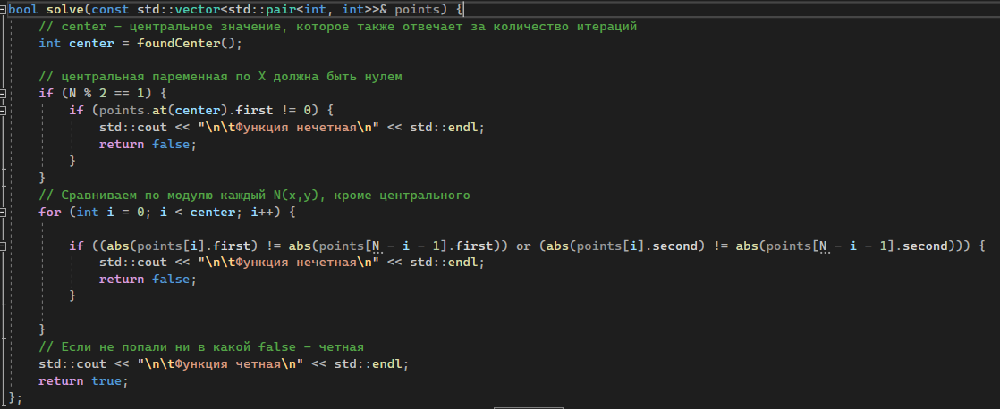 bool solve(const std::vector<std::pair<int, int>>& points) {
// center – центральное значение, которое также отвечает за количество итераций
int center = foundCenter();
// центральная паременная по X должна быть нулем
if (N % 2 == 1) {
if (points.at(center).first != 0) {
std::cout << "\n\tФункция нечетная\n" << std::endl;
return false;
}
}
// Сравниваем по модулю каждый N(x,y), кроме центрального
for (int i = 0; i < center; i++) {
if ((abs(points[i].first) != abs(points[N - i - 1].first)) or (abs(points[i].second) != abs(points[N - i - 1].second))) {
std::cout << "\n\tФункция нечетная\n" << std::endl;
return false;
}
}
// Если не попали ни в какой false – четная
std::cout << "\n\tФункция четная\n" << std::endl;
return true;
};